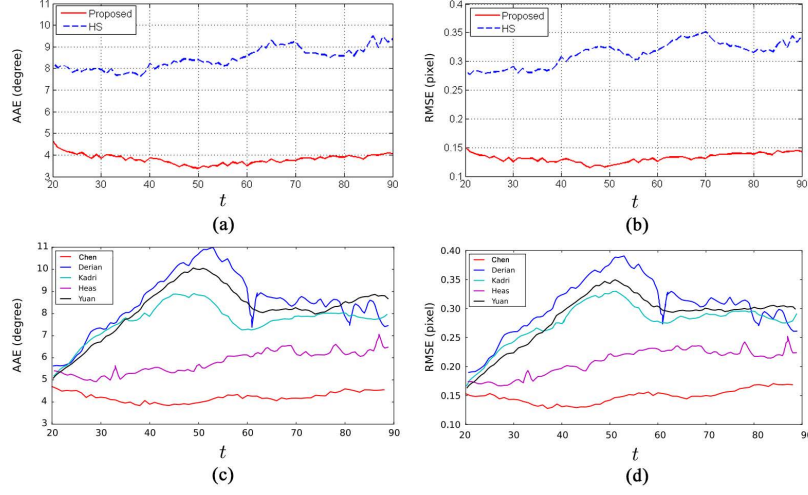 11
10
9
8
7
6
5
4
3
20 30 40 50 60 70 80 90
AAE (degree)
t
Proposed
HS
(a)
0.4
0.35
0.3
0.25
0.2
0.15
0.1
20 30 40 50 60 70 80 90
RMSE (pixel)
t
Proposed
HS
(b)
11
10
9
8
7
6
5
4
3
20 30 40 50 60 70 80 90
AAE (degree)
t
Chen
Derian
Kadri
Heas
Yuan
(c)
0.40
0.35
0.30
0.25
0.20
0.15
0.10
20 30 40 50 60 70 80 90
RMSE (pixel)
t
Chen
Derian
Kadri
Heas
Yuan
(d)